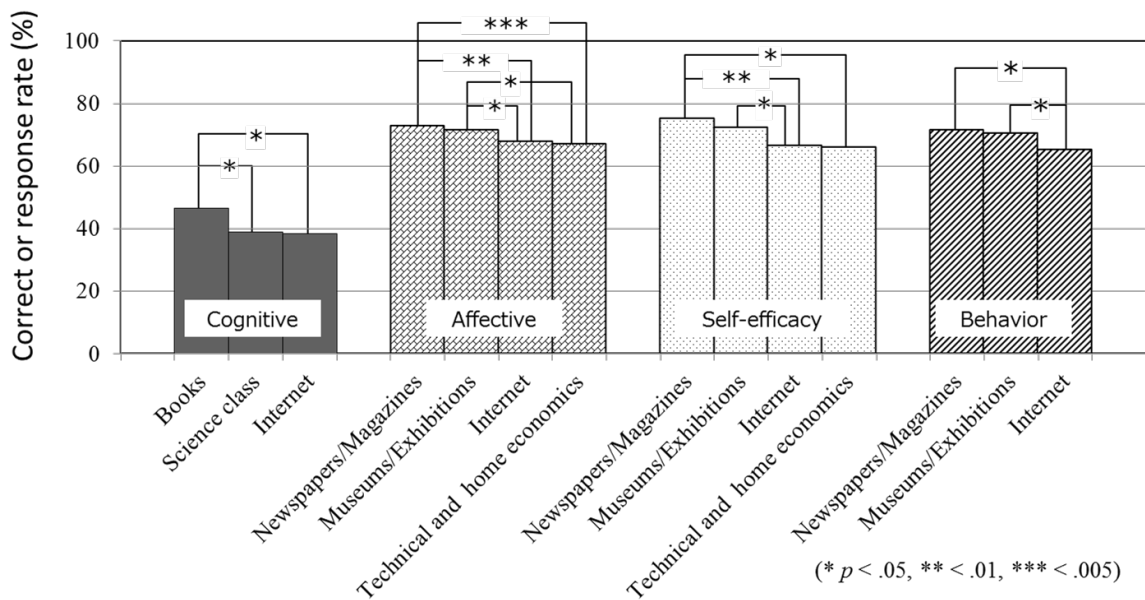 Correct or response rate (%)
100
80
60
40
20
0
***
**
*
*
*
*
*
**
*
*
*
Cognitive
Affective
Self-efficacy
Behavior
Books
Science class
Internet
Newspapers/Magazines
Museums/Exhibitions
Internet
Technical and home economics
Newspapers/Magazines
Museums/Exhibitions
Internet
Technical and home economics
Newspapers/Magazines
Museums/Exhibitions
Internet
(* p < .05, ** < .01, *** < .005)